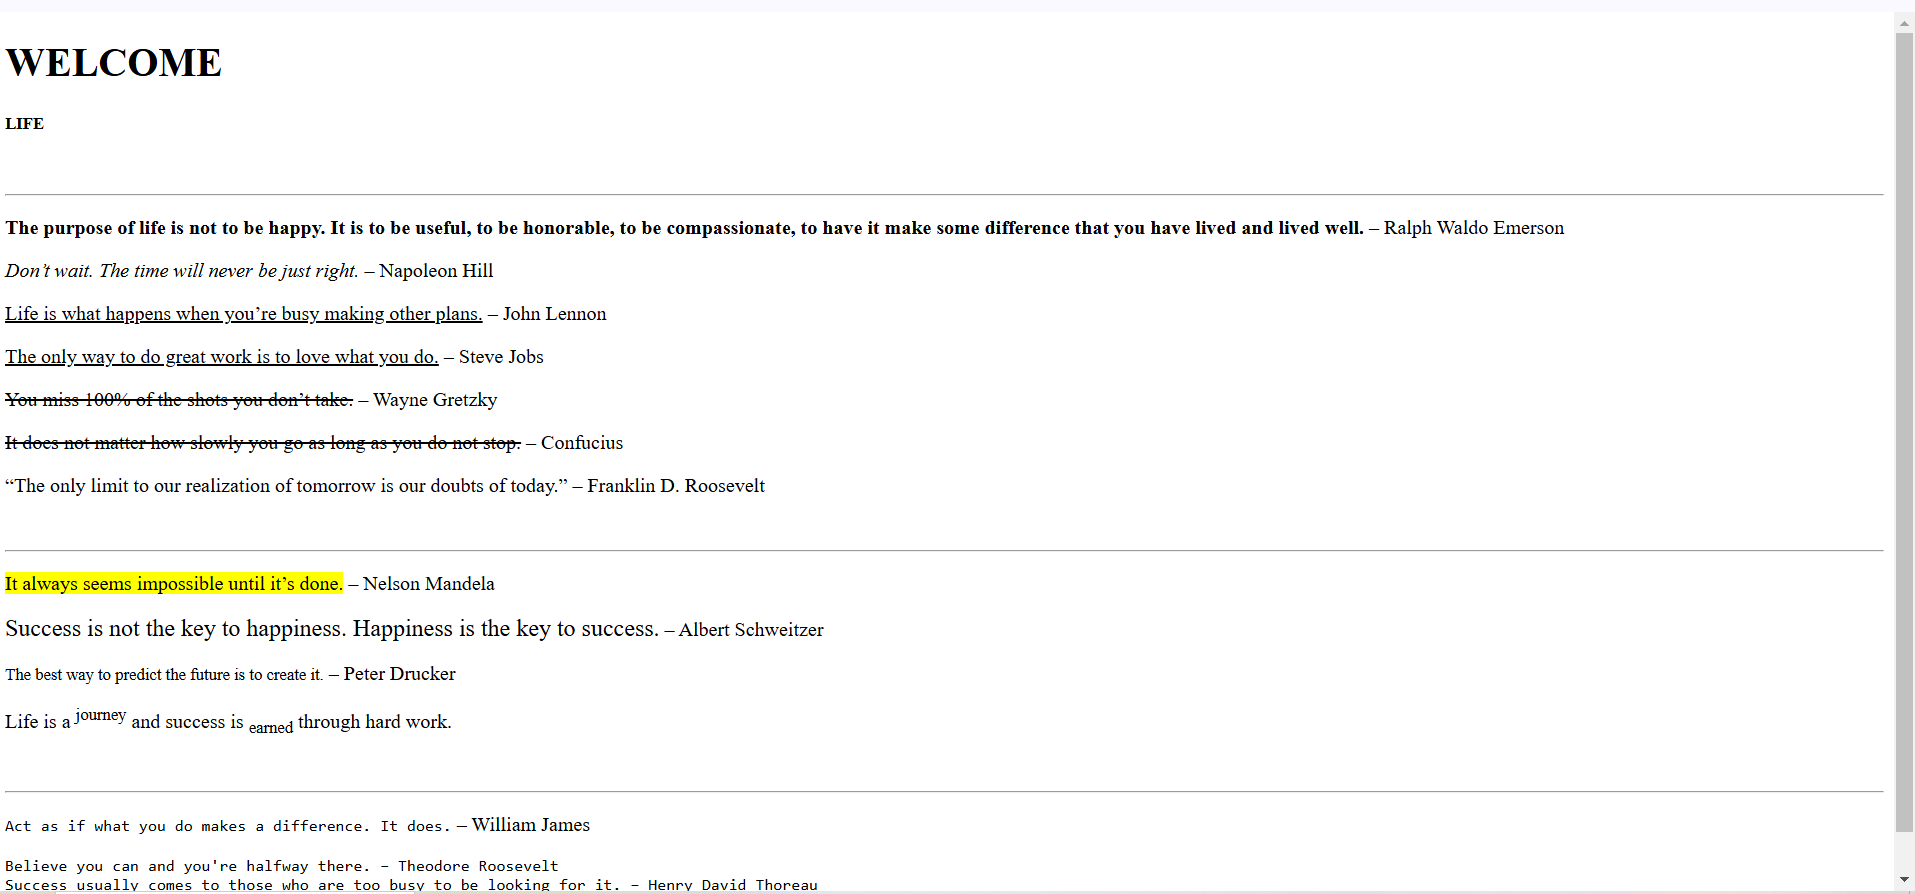 WELCOME
LIFE
The purpose of life is not to be happy. It is to be useful, to be honorable, to be compassionate, to have it make some difference that you have lived and lived well. – Ralph Waldo Emerson
Don’t wait. The time will never be just right. – Napoleon Hill
Life is what happens when you’re busy making other plans. – John Lennon
The only way to do great work is to love what you do. – Steve Jobs
You miss 100% of the shots you don’t take. – Wayne Gretzky
It does not matter how slowly you go as long as you do not stop. – Confucius
“The only limit to our realization of tomorrow is our doubts of today.” – Franklin D. Roosevelt
It always seems impossible until it’s done. – Nelson Mandela
Success is not the key to happiness. Happiness is the key to success. – Albert Schweitzer
The best way to predict the future is to create it. – Peter Drucker
Life is a journey and success is earned through hard work.
Act as if what you do makes a difference. It does. – William James
Believe you can and you're halfway there. – Theodore Roosevelt
Success usually comes to those who are too busy to be looking for it. – Henry David Thoreau